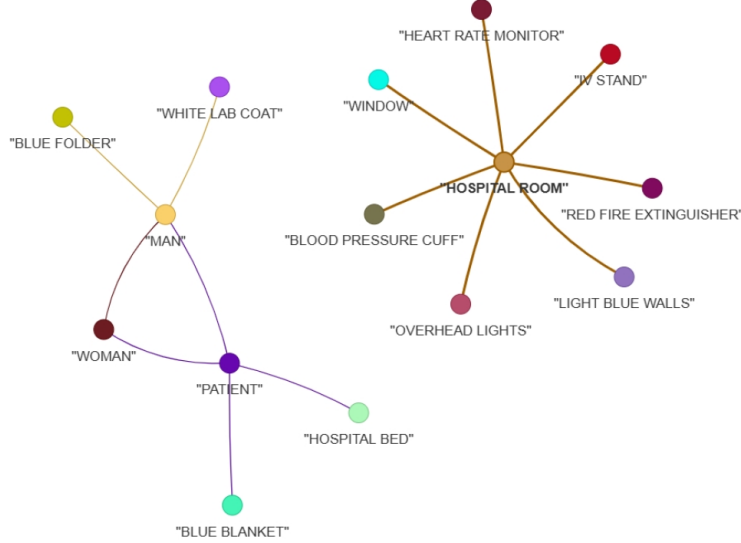 "HEART RATE MONITOR"
"IV STAND"
"WINDOW"
"WHITE LAB COAT"
"BLUE FOLDER"
"HOSPITAL ROOM"
"RED FIRE EXTINGUISHER"
"BLOOD PRESSURE CUFF"
"MAN"
"LIGHT BLUE WALLS"
"OVERHEAD LIGHTS"
"WOMAN"
"PATIENT"
"HOSPITAL BED"
"BLUE BLANKET"